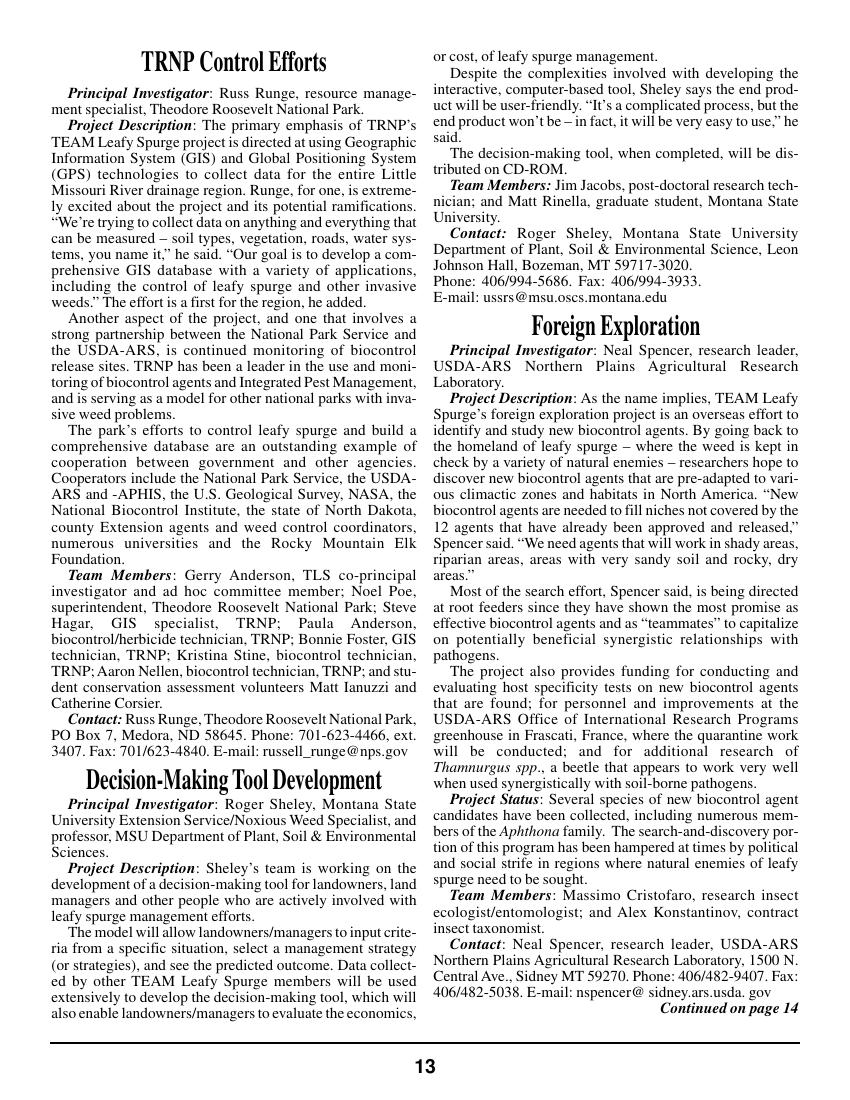 TRNP Control Efforts
Principal Investigator: Russ Runge, resource manage-
ment specialist, Theodore Roosevelt National Park.
Project Description: The primary emphasis of TRNP's
TEAM Leafy Spurge project is directed at using Geographic
Information System (GIS) and Global Positioning System
(GPS) technologies to collect data for the entire Little
Missouri River drainage region. Runge, for one, is extreme-
ly excited about the project and its potential ramifications.
“We're trying to collect data on anything and everything that
can be measured – soil types, vegetation, roads, water sys-
tems, you name it,” he said. “Our goal is to develop a com-
prehensive GIS database with a variety of applications,
including the control of leafy spurge and other invasive
weeds.” The effort is a first for the region, he added.
Another aspect of the project, and one that involves a
strong partnership between the National Park Service and
the USDA-ARS, is continued monitoring of biocontrol
release sites. TRNP has been a leader in the use and moni-
toring of biocontrol agents and Integrated Pest Management,
and is serving as a model for other national parks with inva-
sive weed problems.
The park's efforts to control leafy spurge and build a
comprehensive database are an outstanding example of
cooperation between government and other agencies.
Cooperators include the National Park Service, the USDA-
ARS and -APHIS, the U.S. Geological Survey, NASA, the
National Biocontrol Institute, the state of North Dakota,
county Extension agents and weed control coordinators,
numerous universities and the Rocky Mountain Elk
Foundation.
Team Members: Gerry Anderson, TLS co-principal
investigator and ad hoc committee member; Noel Poe,
superintendent, Theodore Roosevelt National Park; Steve
Hagar, GIS specialist, TRNP; Paula Anderson,
biocontrol/herbicide technician, TRNP; Bonnie Foster, GIS
technician, TRNP; Kristina Stine, biocontrol technician,
TRNP; Aaron Nellen, biocontrol technician, TRNP; and stu-
dent conservation assessment volunteers Matt Ianuzzi and
Catherine Corsier.
Contact: Russ Runge, Theodore Roosevelt National Park,
PO Box 7, Medora, ND 58645. Phone: 701-623-4466, ext.
3407. Fax: 701/623-4840. E-mail: russell_runge@nps.gov
Decision-Making Tool Development
Principal Investigator: Roger Sheley, Montana State
University Extension Service/Noxious Weed Specialist, and
professor, MSU Department of Plant, Soil & Environmental
Sciences.
Project Description: Sheley's team is working on the
development of a decision-making tool for landowners, land
managers and other people who are actively involved with
leafy spurge management efforts.
The model will allow landowners/managers to input crite-
ria from a specific situation, select a management strategy
(or strategies), and see the predicted outcome. Data collect-
ed by other TEAM Leafy Spurge members will be used
extensively to develop the decision-making tool, which will
also enable landowners/managers to evaluate the economics,
or cost, of leafy spurge management.
Despite the complexities involved with developing the
interactive, computer-based tool, Sheley says the end prod-
uct will be user-friendly. “It's a complicated process, but the
end product won't be – in fact, it will be very easy to use,” he
said.
The decision-making tool, when completed, will be dis-
tributed on CD-ROM.
Team Members: Jim Jacobs, post-doctoral research tech-
nician; and Matt Rinella, graduate student, Montana State
University.
Contact: Roger Sheley, Montana State University
Department of Plant, Soil & Environmental Science, Leon
Johnson Hall, Bozeman, MT 59717-3020.
Phone: 406/994-5686. Fax: 406/994-3933.
E-mail: ussrs@msu.oscs.montana.edu
Foreign Exploration
Principal Investigator: Neal Spencer, research leader,
USDA-ARS Northern Plains Agricultural Research
Laboratory.
Project Description: As the name implies, TEAM Leafy
Spurge's foreign exploration project is an overseas effort to
identify and study new biocontrol agents. By going back to
the homeland of leafy spurge – where the weed is kept in
check by a variety of natural enemies – researchers hope to
discover new biocontrol agents that are pre-adapted to vari-
ous climactic zones and habitats in North America. “New
biocontrol agents are needed to fill niches not covered by the
12 agents that have already been approved and released,”
Spencer said. “We need agents that will work in shady areas,
riparian areas, areas with very sandy soil and rocky, dry
areas.”
Most of the search effort, Spencer said, is being directed
at root feeders since they have shown the most promise as
effective biocontrol agents and as “teammates” to capitalize
on potentially beneficial synergistic relationships with
pathogens.
The project also provides funding for conducting and
evaluating host specificity tests on new biocontrol agents
that are found; for personnel and improvements at the
USDA-ARS Office of International Research Programs
greenhouse in Frascati, France, where the quarantine work
will be conducted; and for additional research of
Thamnurgus spp., a beetle that appears to work very well
when used synergistically with soil-borne pathogens.
Project Status: Several species of new biocontrol agent
candidates have been collected, including numerous mem-
bers of the Aphthona family. The search-and-discovery por-
tion of this program has been hampered at times by political
and social strife in regions where natural enemies of leafy
spurge need to be sought.
Team Members: Massimo Cristofaro, research insect
ecologist/entomologist; and Alex Konstantinov, contract
insect taxonomist.
Contact: Neal Spencer, research leader, USDA-ARS
Northern Plains Agricultural Research Laboratory, 1500 N.
Central Ave., Sidney MT 59270. Phone: 406/482-9407. Fax:
406/482-5038. E-mail: nspencer@ sidney.ars.usda. gov
Continued on page 14
13